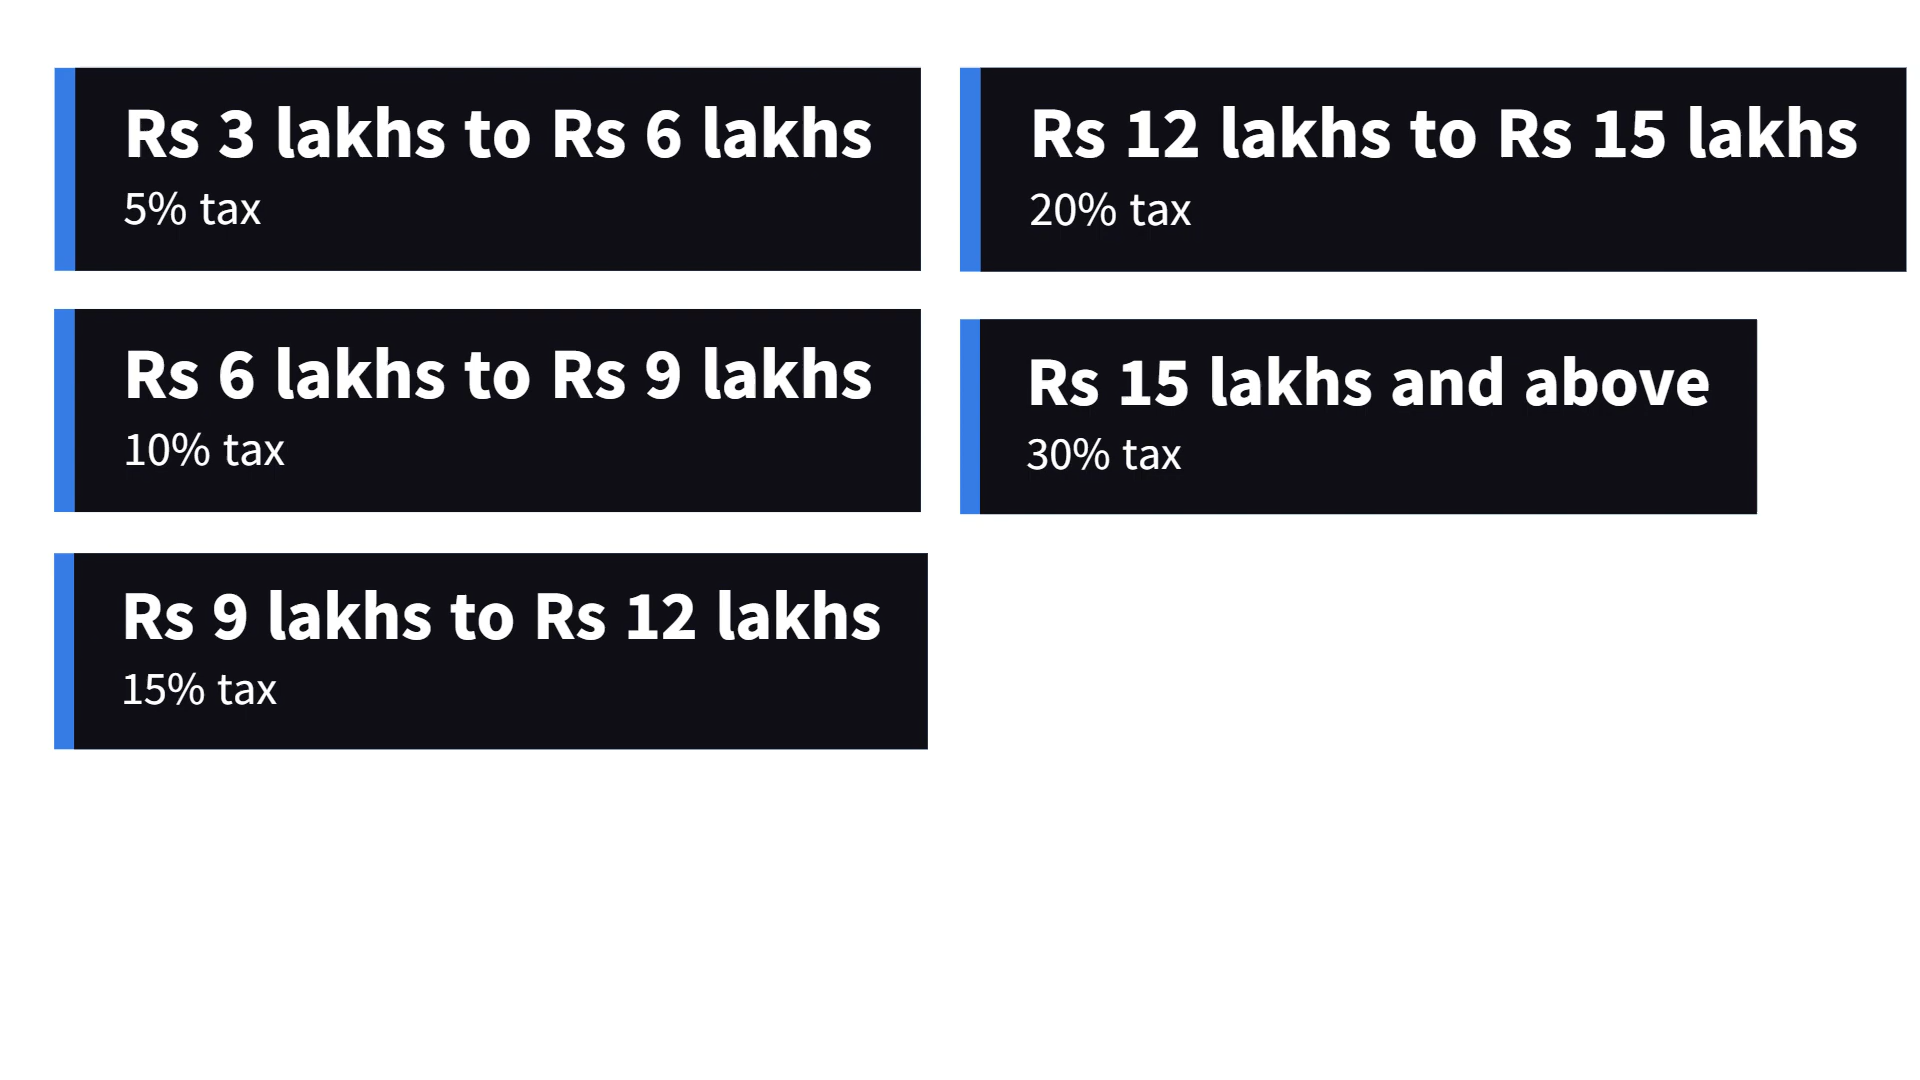 Rs 3 lakhs to Rs 6 lakhs
5% tax
Rs 6 lakhs to Rs 9 lakhs
10% tax
Rs 9 lakhs to Rs 12 lakhs
15% tax
Rs 12 lakhs to Rs 15 lakhs
20% tax
Rs 15 lakhs and above
30% tax